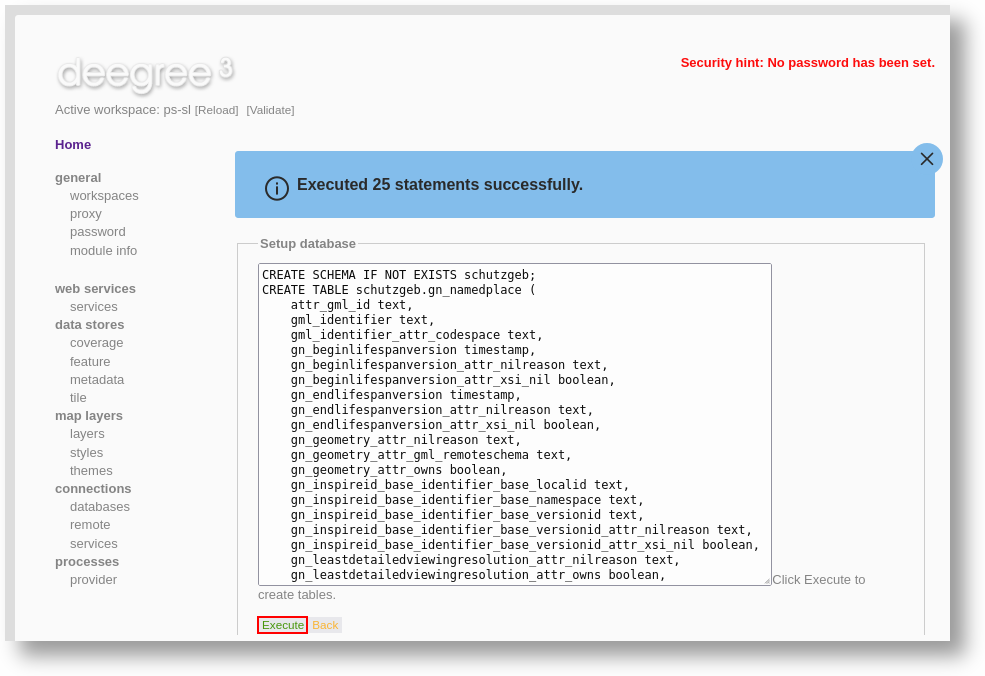 deegree 3
Security hint: No password has been set.
Active workspace: ps-sl [Reload] [Validate]
Home
general
workspaces
proxy
password
module info
web services
services
data stores
coverage
feature
metadata
tile
map layers
layers
styles
themes
connections
databases
remote
services
processes
provider
Executed 25 statements successfully.
Setup database
CREATE SCHEMA IF NOT EXISTS schutzgeb;
CREATE TABLE schutzgeb.gn_namedplace (
    attr_gml_id text,
    gml_identifier text,
    gml_identifier_attr_codespace text,
    gn_beginlifespanversion timestamp,
    gn_beginlifespanversion_attr_nilreason text,
    gn_beginlifespanversion_attr_xsi_nil boolean,
    gn_endlifespanversion timestamp,
    gn_endlifespanversion_attr_nilreason text,
    gn_endlifespanversion_attr_xsi_nil boolean,
    gn_geometry_attr_nilreason text,
    gn_geometry_attr_gml_remoteschema text,
    gn_geometry_attr_owns boolean,
    gn_inspireid_base_identifier_base_localid text,
    gn_inspireid_base_identifier_base_namespace text,
    gn_inspireid_base_identifier_base_versionid text,
    gn_inspireid_base_identifier_base_versionid_attr_nilreason text,
    gn_inspireid_base_identifier_base_versionid_attr_xsi_nil boolean,
    gn_leastdetailedviewingresolution_attr_nilreason text,
    gn_leastdetailedviewingresolution_attr_owns boolean,
Click Execute to
create tables.
Execute Back